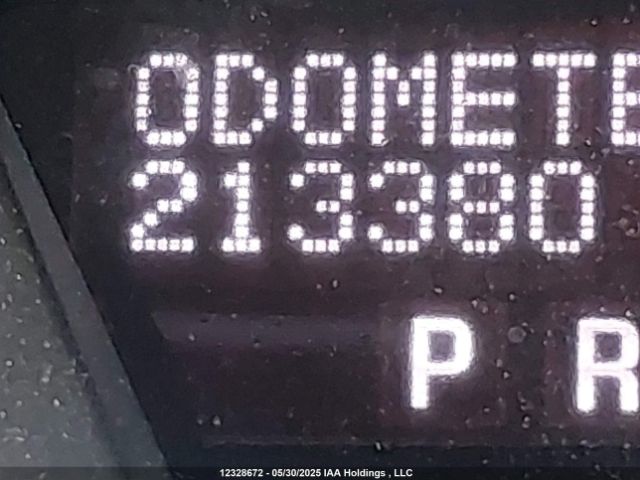 ODOMETE
213380
P R
12328672 - 05/30/2025 IAA Holdings , LLC